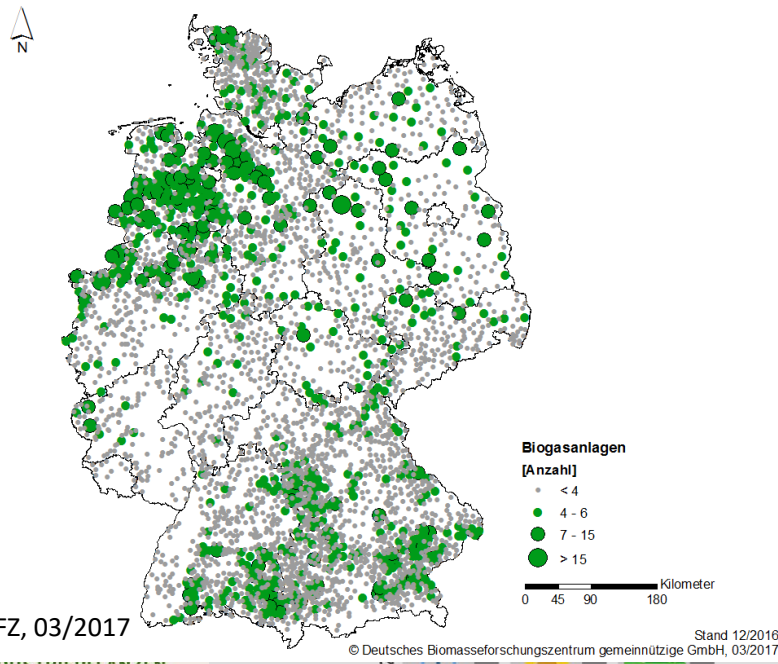 N
Biogasanlagen
[Anzahl]
< 4
4 - 6
7 - 15
> 15
Kilometer
0 45 90 180
FZ, 03/2017
Stand 12/2016
© Deutsches Biomasseforschungszentrum gemeinnützige GmbH, 03/2017